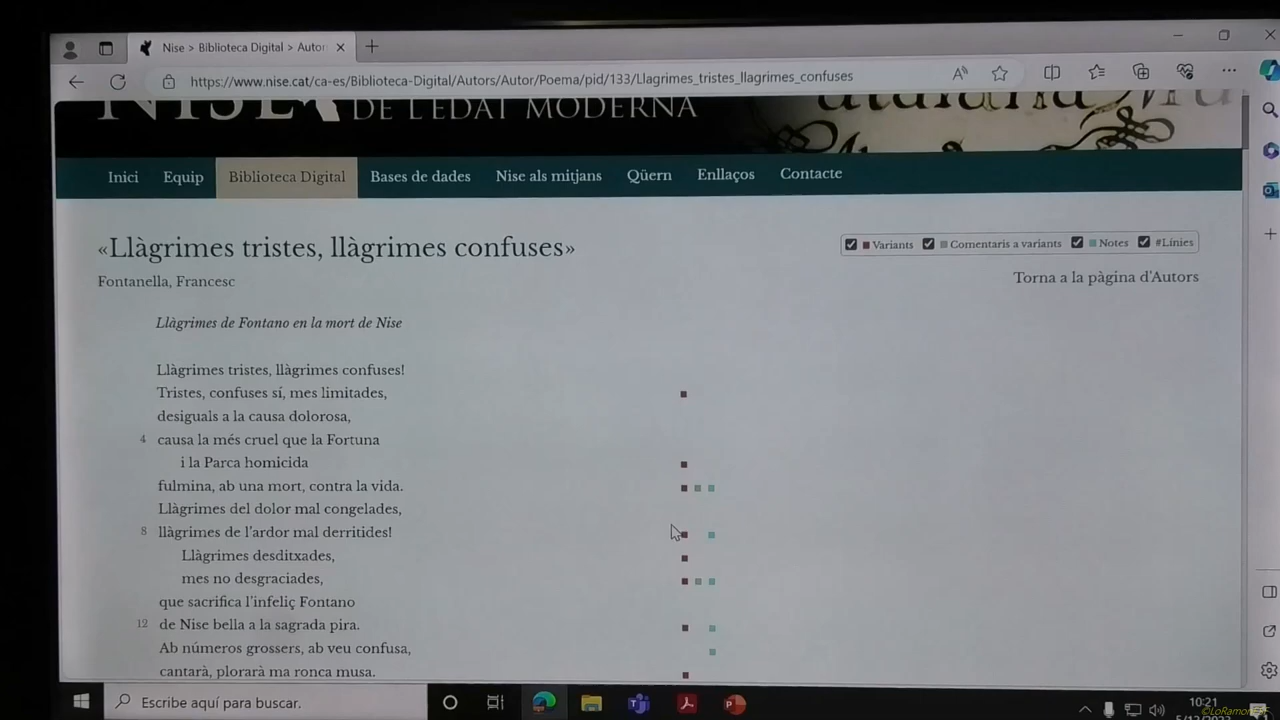 Nise > Biblioteca Digital > Autor
https://www.nise.cat/ca-es/Biblioteca-Digital/Autors/Autor/Poema/pid/133/Llagrimes_tristes_llagrimes_confuses
NISE DE L'EDAT MODERNA
Inici Equip Biblioteca Digital Bases de dades Nise als mitjans Qüern Enllaços Contacte
«Llàgrimes tristes, llàgrimes confuses»
Variants Comentaris a variants Notes #Línies
Fontanella, Francesc
Torna a la pàgina d'Autors
Llàgrimes de Fontano en la mort de Nise
Llàgrimes tristes, llàgrimes confuses!
Tristes, confuses sí, mes limitades,
desiguals a la causa dolorosa,
4 causa la més cruel que la Fortuna
i la Parca homicida
fulmina, ab una mort, contra la vida.
Llàgrimes del dolor mal congelades,
8 llàgrimes de l'ardor mal derritides!
Llàgrimes desditxades,
mes no desgraciades,
que sacrifica l'infeliç Fontano
12 de Nise bella a la sagrada pira.
Ab números grossers, ab veu confusa,
cantarà, plorarà ma ronca musa.
Escribe aquí para buscar.
10:21